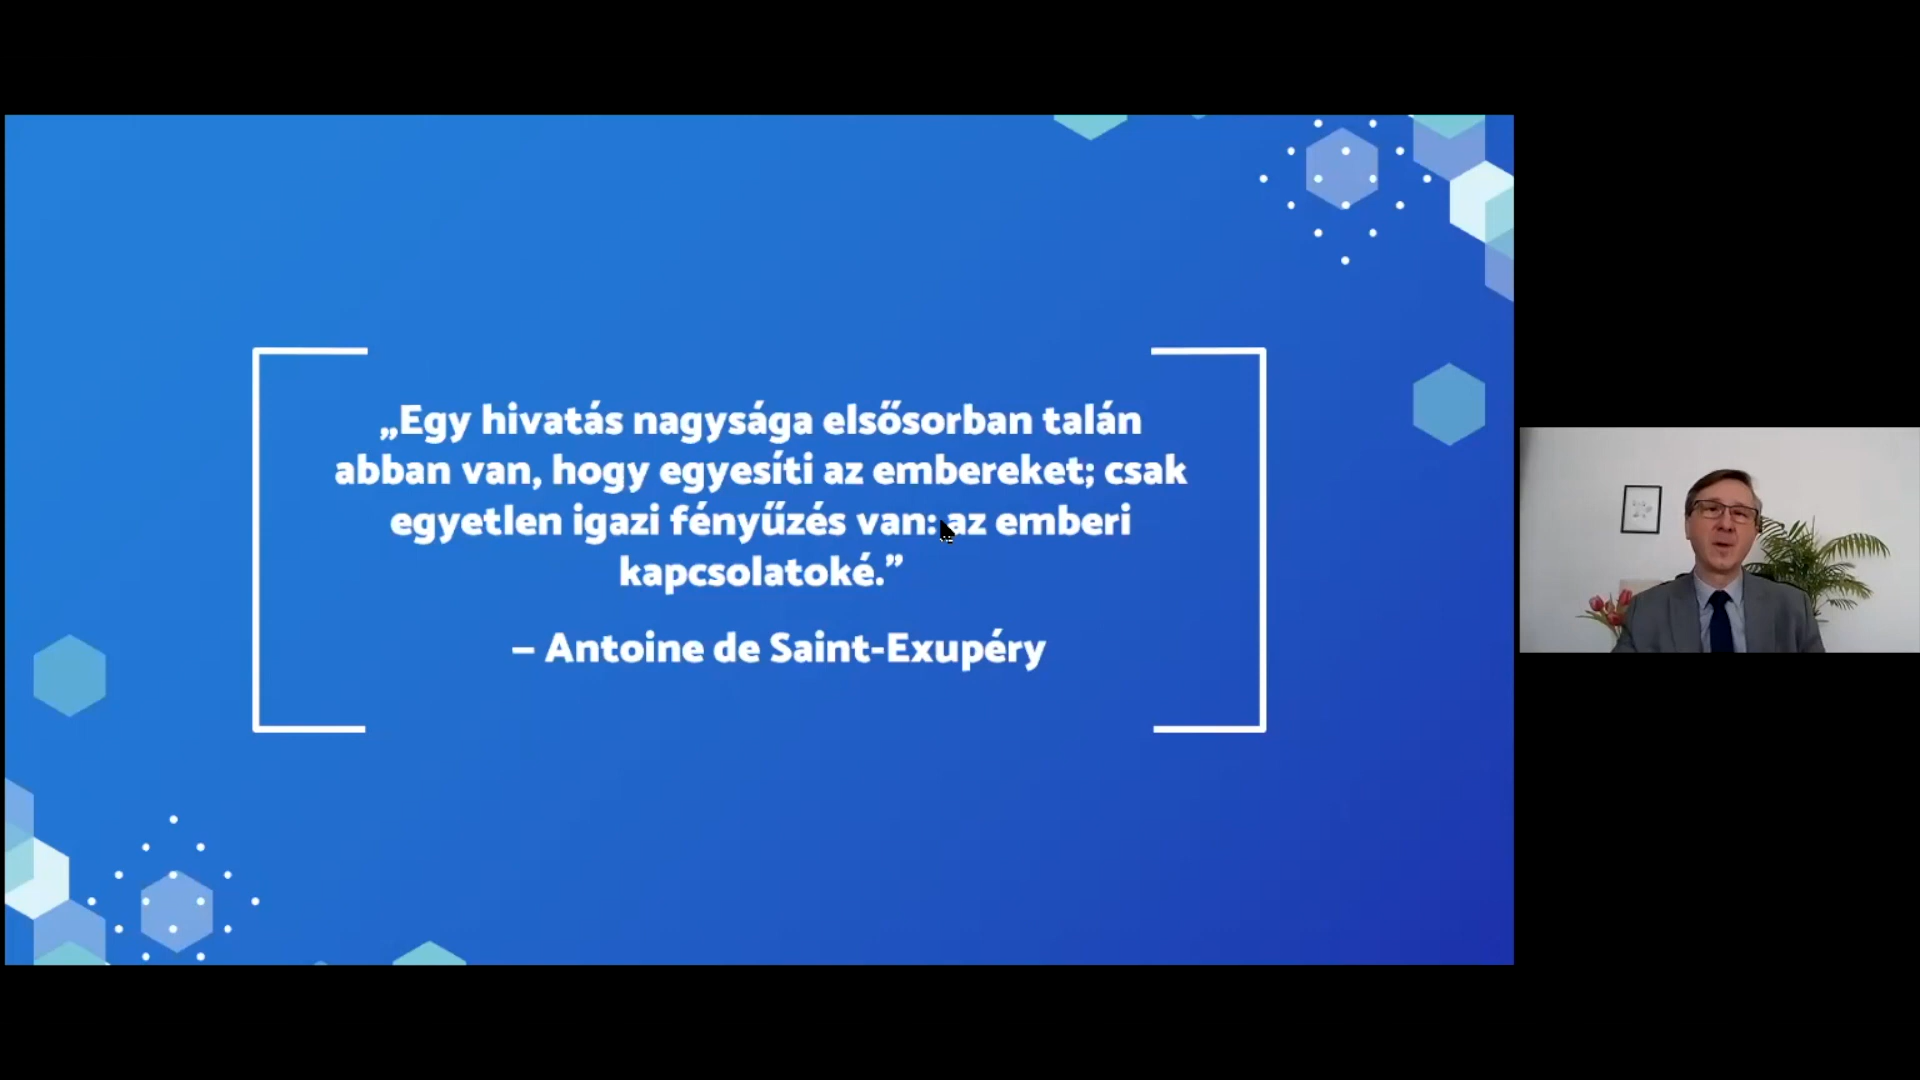 „Egy hivatás nagysága elsősorban talán
abban van, hogy egyesíti az embereket; csak
egyetlen igazi fényűzés van: az emberi
kapcsolatoké.”
– Antoine de Saint-Exupéry